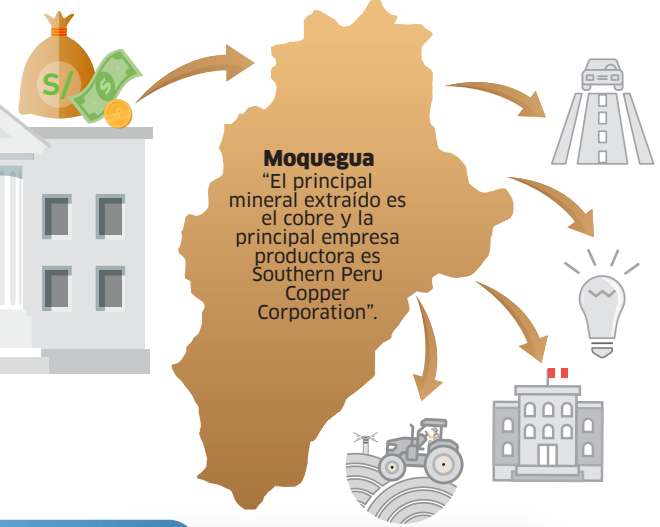 S/
$
Moquegua
“El principal
mineral extraído es
el cobre y la
principal empresa
productora es
Southern Peru
Copper
Corporation”.